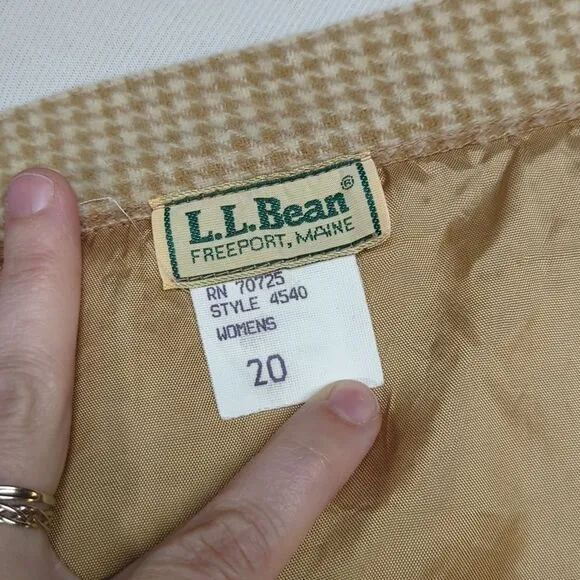 L.L.Bean®
FREEPORT, MAINE
RN 70725
STYLE 4540
WOMENS
20